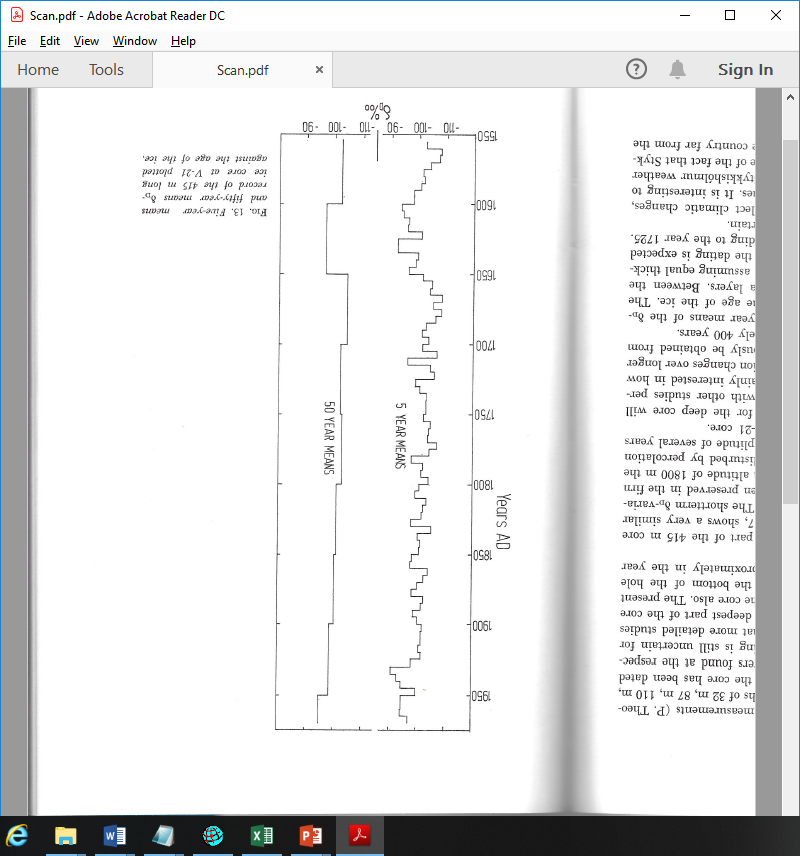 Scan.pdf - Adobe Acrobat Reader DC
File Edit View Window Help
Home Tools Scan.pdf × ? Sign In
measurements (P. Theo-
hs of 32 m, 87 m, 110 m,
the core has been dated
ers found at the respec-
ng is still uncertain for
at more detailed studies
deepest part of the core
ne core also. The present
the bottom of the hole
roximately in the year
part of the 415 m core
7, shows a very similar
The shortterm δD-varia-
en preserved in the firn
altitude of 1800 m the
disturbed by percolation
plitude of several years
-21 core.
for the deep core will
with other studies per-
ainly interested in how
ion changes over longer
usly be obtained from
ely 400 years.
year means of the δD-
ne age of the ice. The
a layers. Between the
assuming equal thick-
the dating is expected
ding to the year 1725.
rtain.
lect climatic changes,
nes. It is interesting to
tykkishólmur weather
e of the fact that Styk-
e country far from the
1950
1900
1850
1800
1750
1700
1650
1600
1550
Years AD
5 YEAR MEANS
50 YEAR MEANS
-110 -100 -90 -110 -100 -90
δD‰
FIG. 13. Five-year means
and fifty-year means δD-
record of the 415 m long
ice core at V-21 plotted
against the age of the ice.